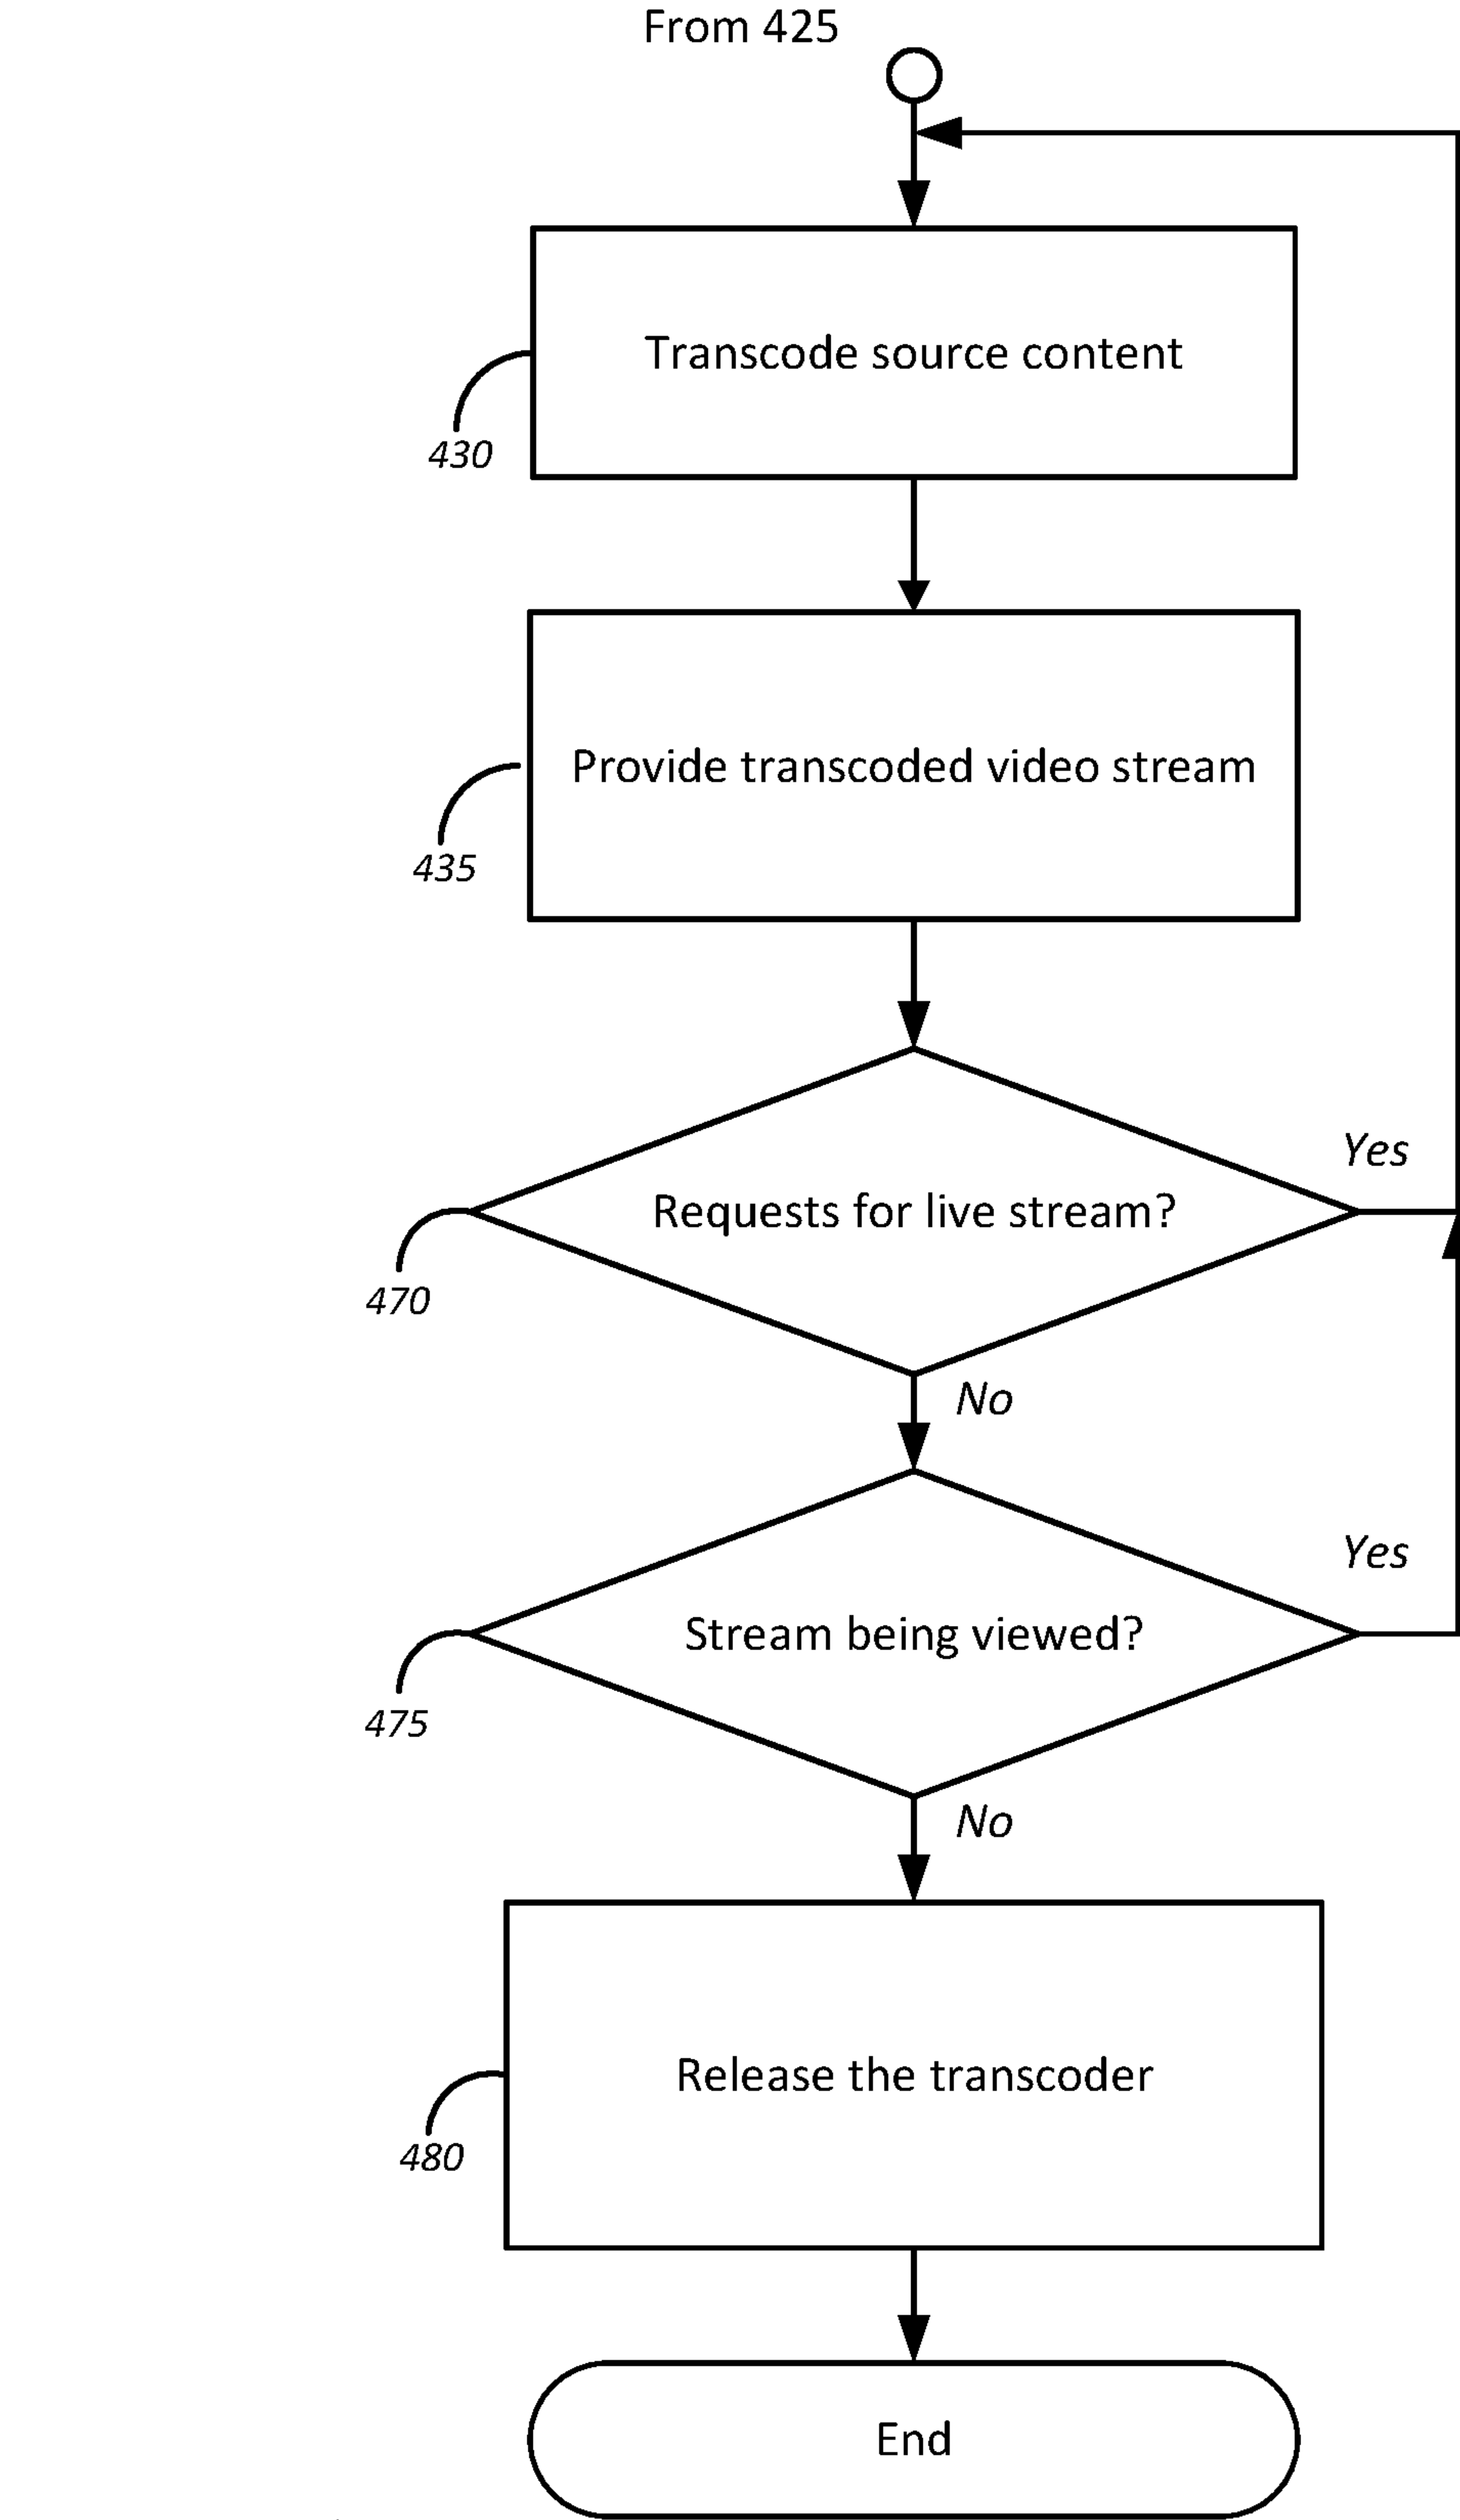 From 425
Transcode source content
430
Provide transcoded video stream
435
Yes
Requests for live stream?
470
No
Yes
Stream being viewed?
475
No
Release the transcoder
480
End